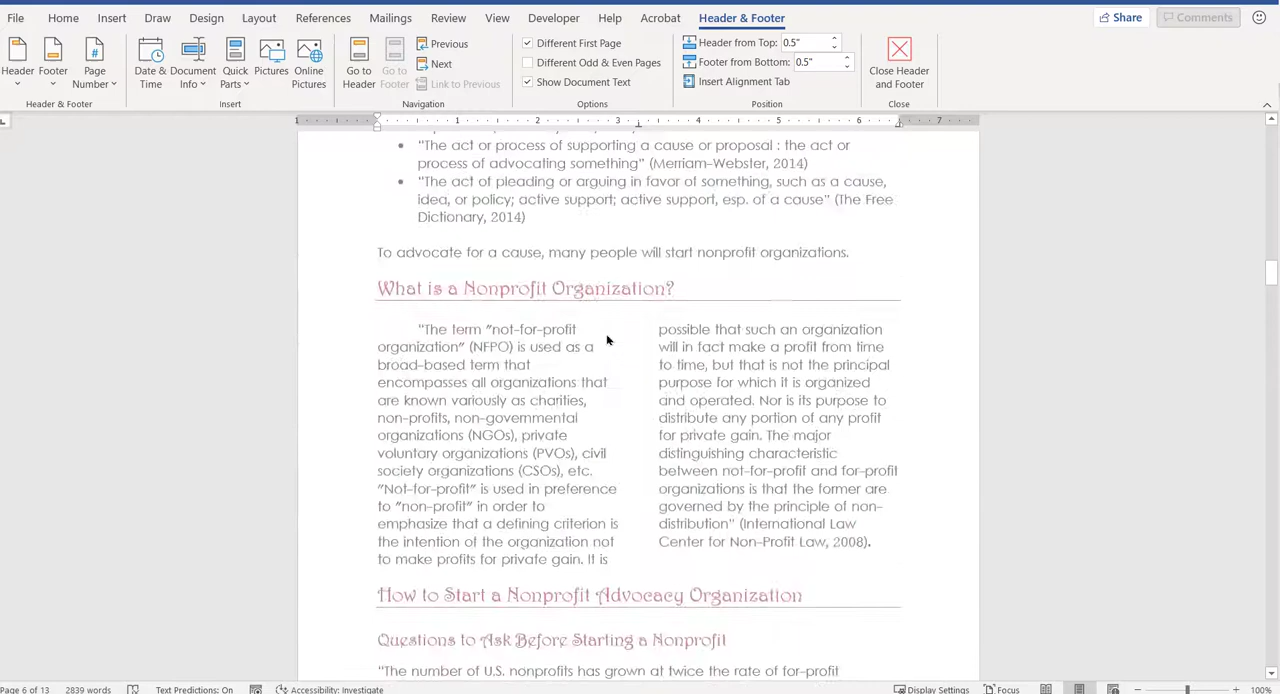 File Home Insert Draw Design Layout References Mailings Review View Developer Help Acrobat Header & Footer Share Comments
Header Footer Page Number Date & Time Document Info Quick Parts Pictures Online Pictures Go to Header Go to Footer Previous Next Link to Previous
Different First Page
Different Odd & Even Pages
Show Document Text
Header from Top: 0.5"
Footer from Bottom: 0.5"
Insert Alignment Tab
Close Header and Footer
Header & Footer Insert Navigation Options Position Close
1 1 2 3 4 5 6 7
• "The act or process of supporting a cause or proposal : the act or
process of advocating something" (Merriam-Webster, 2014)
• "The act of pleading or arguing in favor of something, such as a cause,
idea, or policy; active support; active support, esp. of a cause" (The Free
Dictionary, 2014)
To advocate for a cause, many people will start nonprofit organizations.
What is a Nonprofit Organization?
"The term "not-for-profit
organization" (NFPO) is used as a
broad-based term that
encompasses all organizations that
are known variously as charities,
non-profits, non-governmental
organizations (NGOs), private
voluntary organizations (PVOs), civil
society organizations (CSOs), etc.
"Not-for-profit" is used in preference
to "non-profit" in order to
emphasize that a defining criterion is
the intention of the organization not
to make profits for private gain. It is
possible that such an organization
will in fact make a profit from time
to time, but that is not the principal
purpose for which it is organized
and operated. Nor is its purpose to
distribute any portion of any profit
for private gain. The major
distinguishing characteristic
between not-for-profit and for-profit
organizations is that the former are
governed by the principle of non-
distribution" (International Law
Center for Non-Profit Law, 2008).
How to Start a Nonprofit Advocacy Organization
Questions to Ask Before Starting a Nonprofit
"The number of U.S. nonprofits has grown at twice the rate of for-profit
Page 6 of 13 2839 words Text Predictions: On Accessibility: Investigate Display Settings Focus 100%